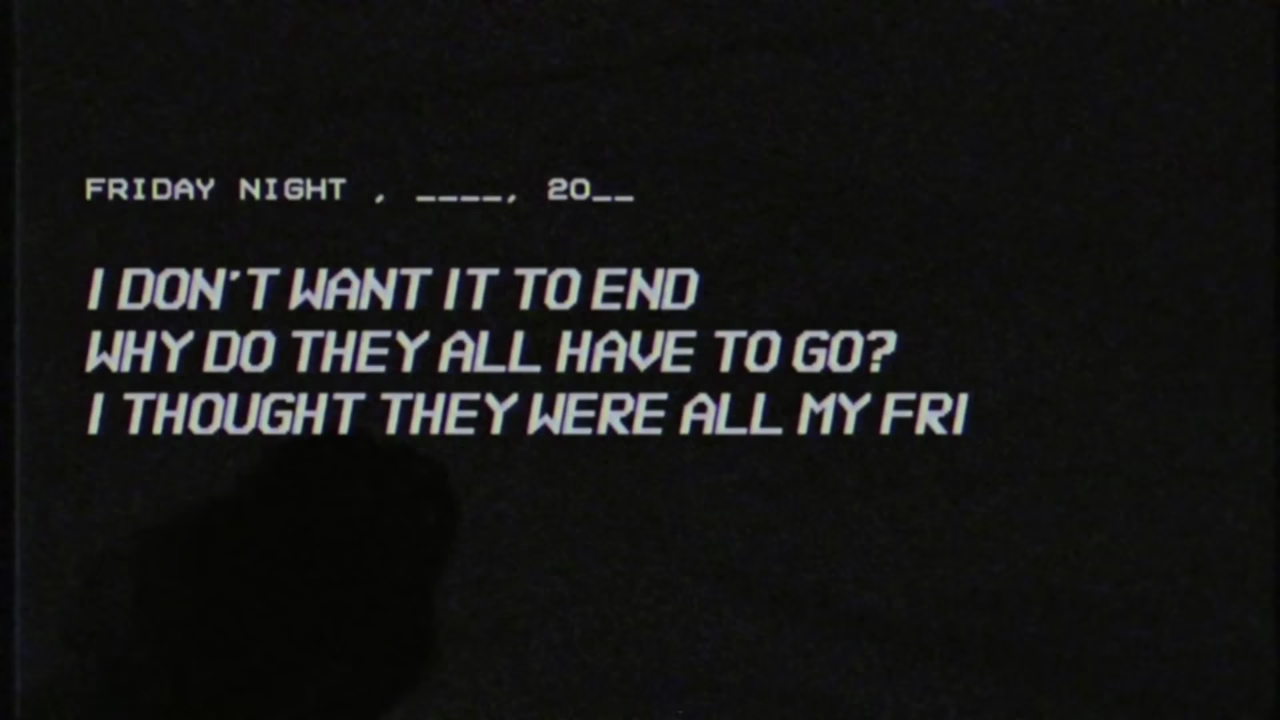 FRIDAY NIGHT , ____, 20__
I DON'T WANT IT TO END
WHY DO THEY ALL HAVE TO GO?
I THOUGHT THEY WERE ALL MY FRI